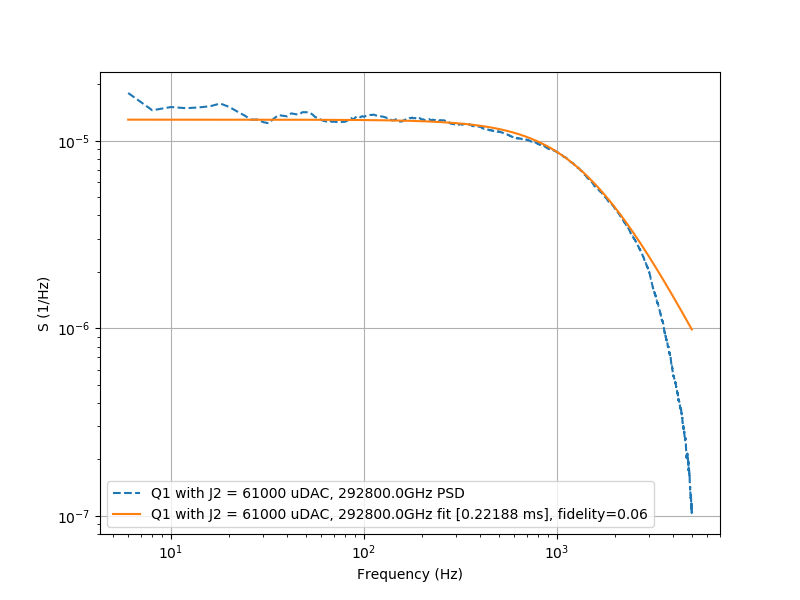 10⁻⁵
10⁻⁶
10⁻⁷
S (1/Hz)
Q1 with J2 = 61000 uDAC, 292800.0GHz PSD
Q1 with J2 = 61000 uDAC, 292800.0GHz fit [0.22188 ms], fidelity=0.06
10¹
10²
10³
Frequency (Hz)